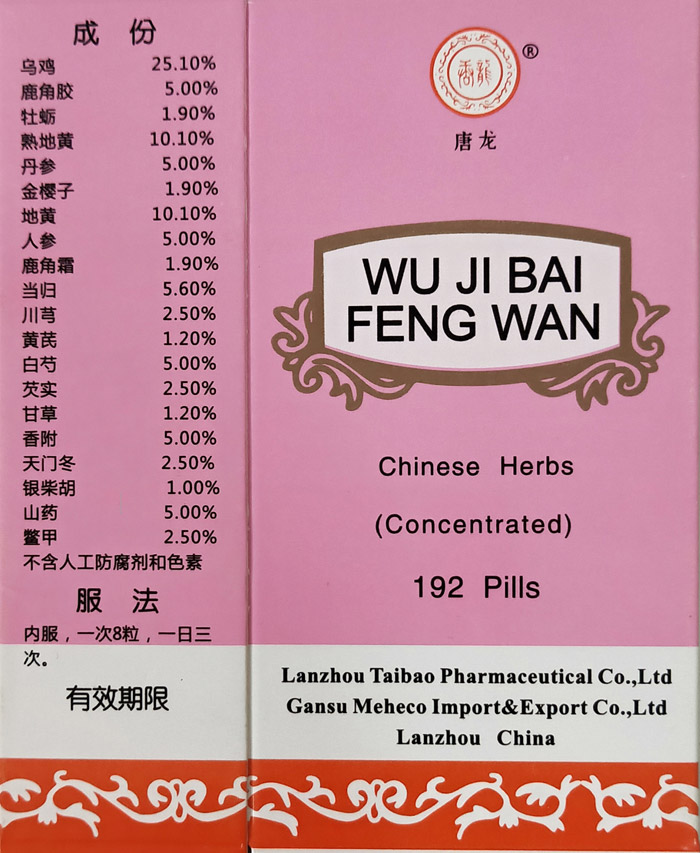 成 份
乌鸡 25.10%
鹿角胶 5.00%
牡蛎 1.90%
熟地黄 10.10%
丹参 5.00%
金樱子 1.90%
地黄 10.10%
人参 5.00%
鹿角霜 1.90%
当归 5.60%
川芎 2.50%
黄芪 1.20%
白芍 5.00%
芡实 2.50%
甘草 1.20%
香附 5.00%
天门冬 2.50%
银柴胡 1.00%
山药 5.00%
鳖甲 2.50%
不含人工防腐剂和色素
服 法
内服，一次8粒，一日三
次。
有效期限
®
唐龙
WU JI BAI
FENG WAN
Chinese Herbs
(Concentrated)
192 Pills
Lanzhou Taibao Pharmaceutical Co.,Ltd
Gansu Meheco Import&Export Co.,Ltd
Lanzhou China